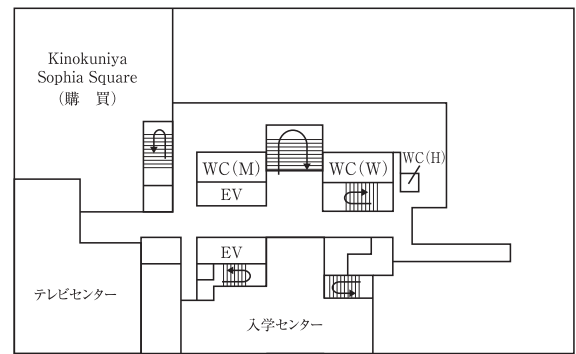 Kinokuniya
Sophia Square
（購　買）
WC(M)
WC(W)
WC(H)
EV
EV
テレビセンター
入学センター